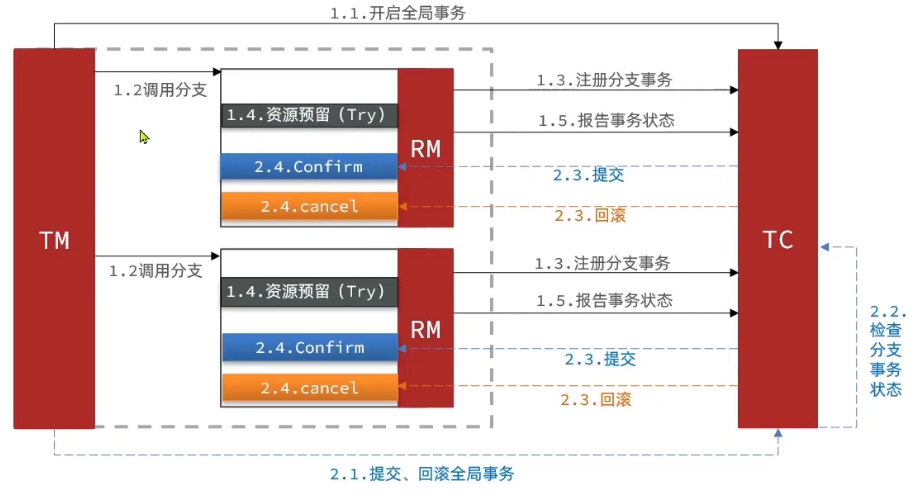 1.1.开启全局事务
TM
1.2调用分支
1.4.资源预留（Try）
2.4.Confirm
2.4.cancel
RM
1.3.注册分支事务
1.5.报告事务状态
2.3.提交
2.3.回滚
1.2调用分支
1.4.资源预留（Try）
2.4.Confirm
2.4.cancel
RM
1.3.注册分支事务
1.5.报告事务状态
2.3.提交
2.3.回滚
TC
2.2.
检查
分支
事务
状态
2.1.提交、回滚全局事务